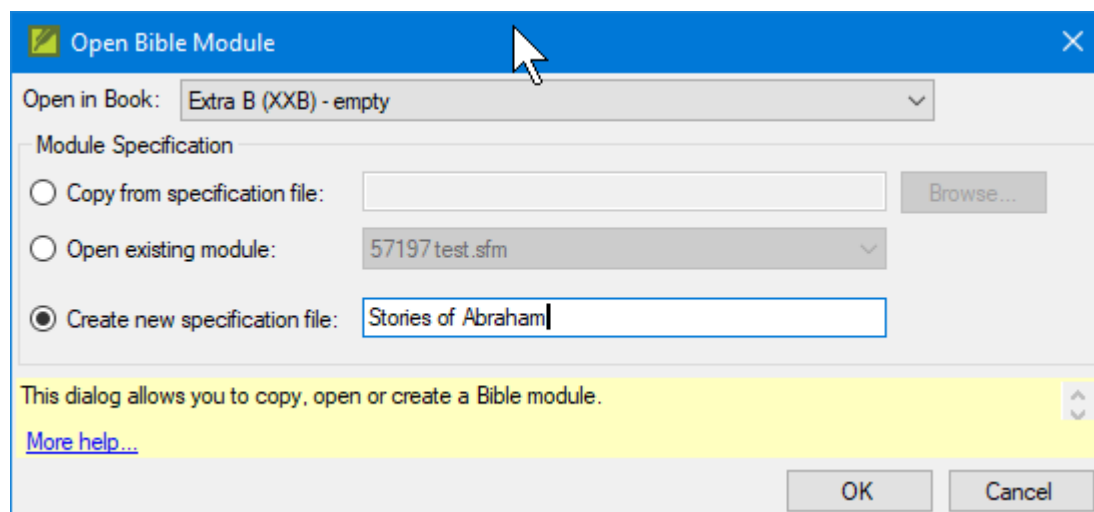 Open Bible Module
Open in Book: Extra B (XXB) - empty
Module Specification
Copy from specification file: Browse...
Open existing module: 57197test.sfm
Create new specification file: Stories of Abraham
This dialog allows you to copy, open or create a Bible module.
More help...
OK Cancel